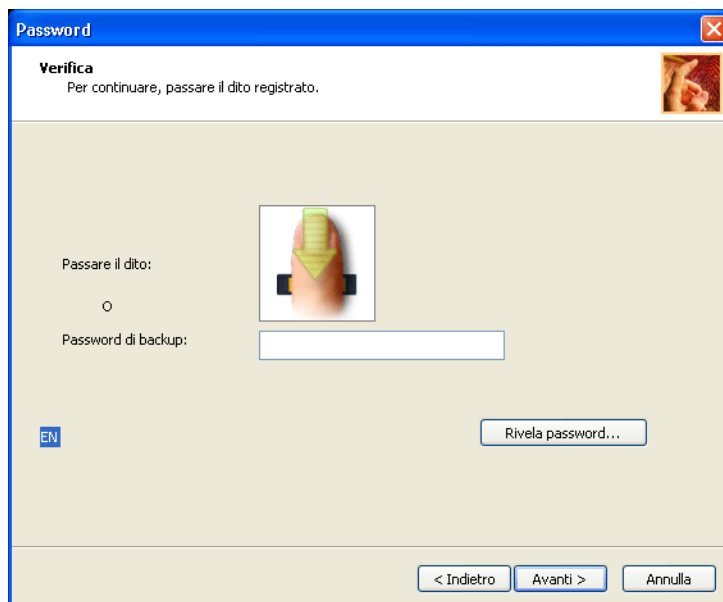 Password
Verifica
Per continuare, passare il dito registrato.
Passare il dito:
O
Password di backup:
EN
Rivela password...
< Indietro
Avanti >
Annulla